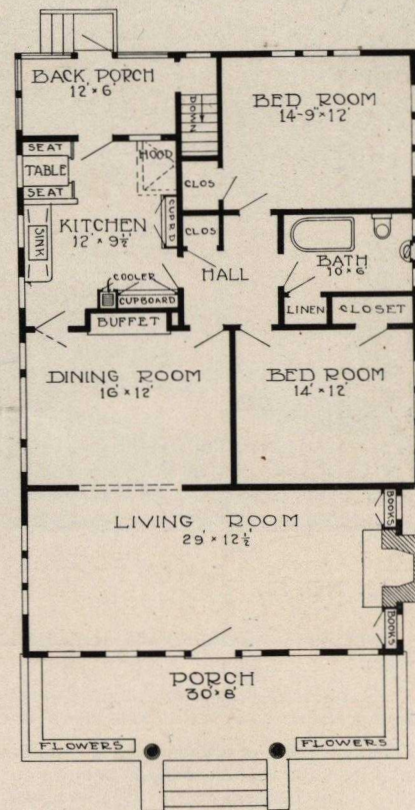 BACK PORCH
12' × 6'
DOWN
BED ROOM
14'-9" × 12'
SEAT
TABLE
SEAT
HOOD
CLOS
KITCHEN
12' × 9½'
SINK
CUPB'D
CLOS
HALL
BATH
10' × 6'
COOLER
CUPBOARD
LINEN
CLOSET
BUFFET
DINING ROOM
16' × 12'
BED ROOM
14' × 12'
LIVING ROOM
29' × 12½'
BOOKS
BOOKS
PORCH
30' × 8'
FLOWERS
FLOWERS